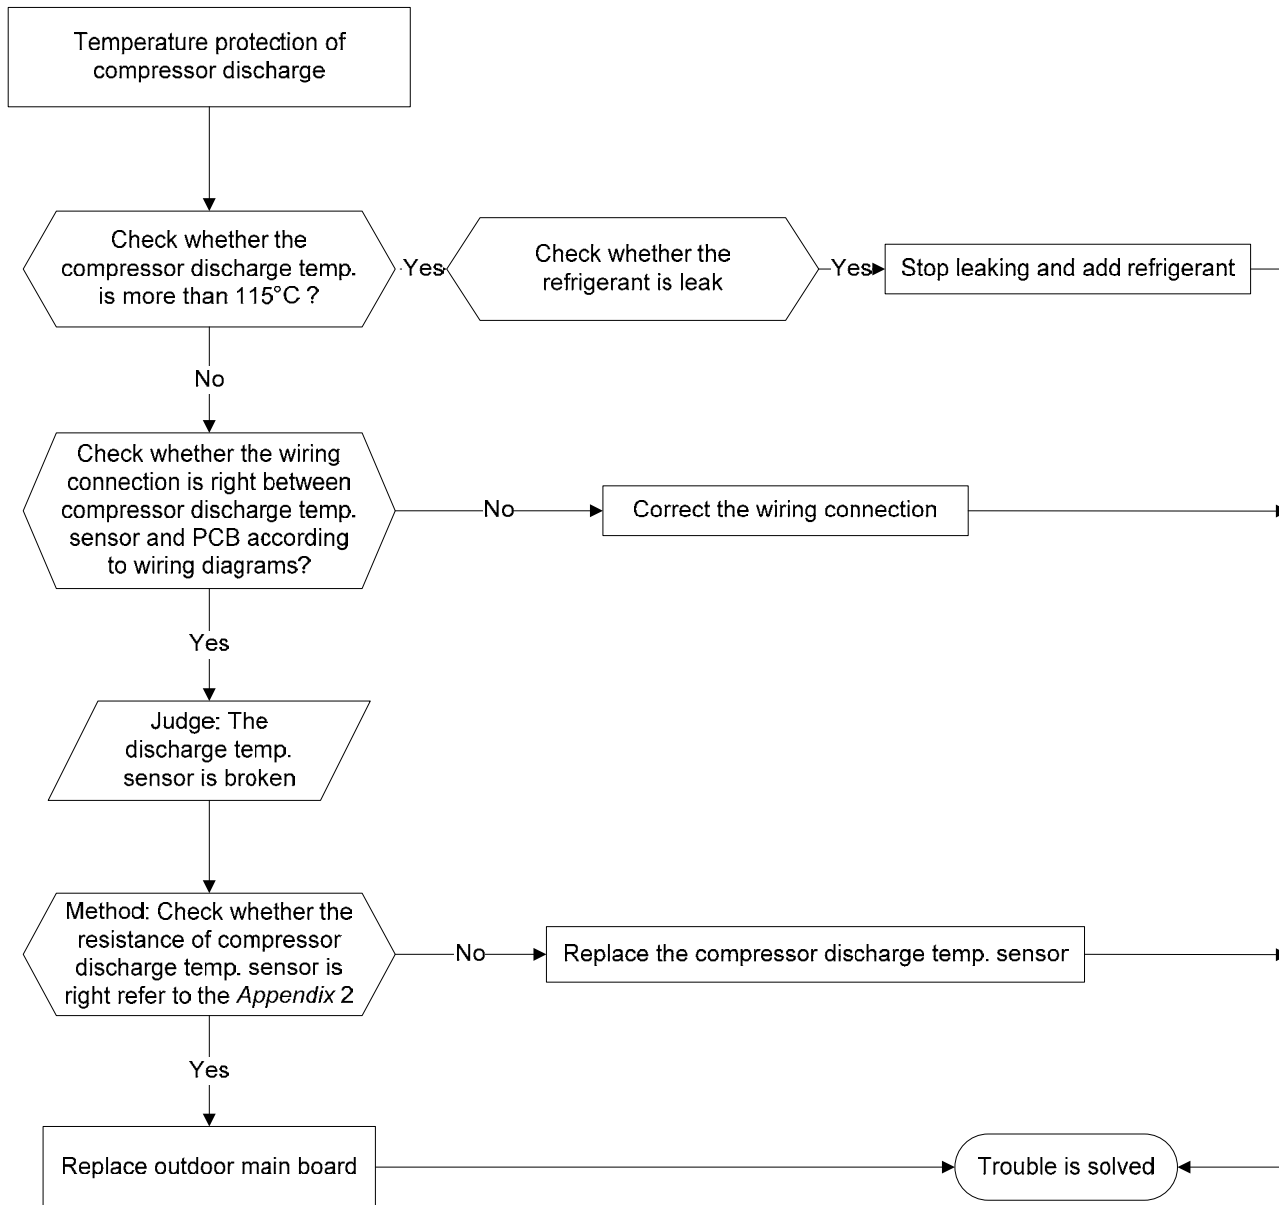 Temperature protection of
compressor discharge
Check whether the
compressor discharge temp.
is more than 115°C ?
Yes
Check whether the
refrigerant is leak
Yes
Stop leaking and add refrigerant
No
Check whether the wiring
connection is right between
compressor discharge temp.
sensor and PCB according
to wiring diagrams?
No
Correct the wiring connection
Yes
Judge: The
discharge temp.
sensor is broken
Method: Check whether the
resistance of compressor
discharge temp. sensor is
right refer to the Appendix 2
No
Replace the compressor discharge temp. sensor
Yes
Replace outdoor main board
Trouble is solved